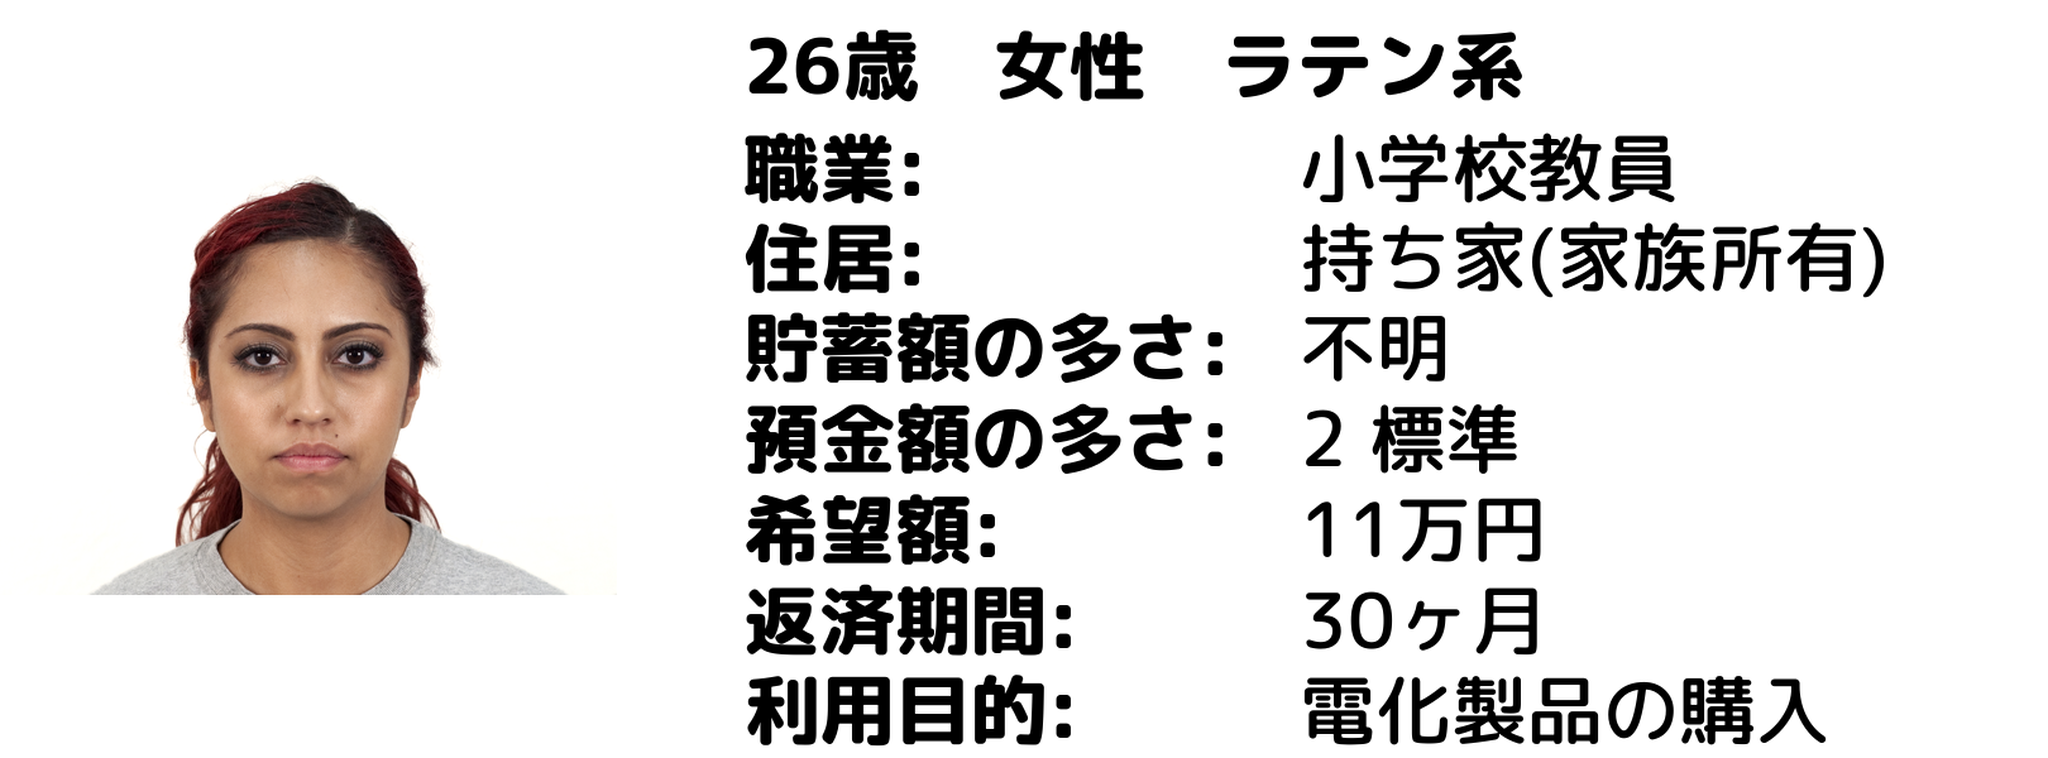 26歳　女性　ラテン系
職業: 小学校教員
住居: 持ち家(家族所有)
貯蓄額の多さ: 不明
預金額の多さ: 2 標準
希望額: 11万円
返済期間: 30ヶ月
利用目的: 電化製品の購入